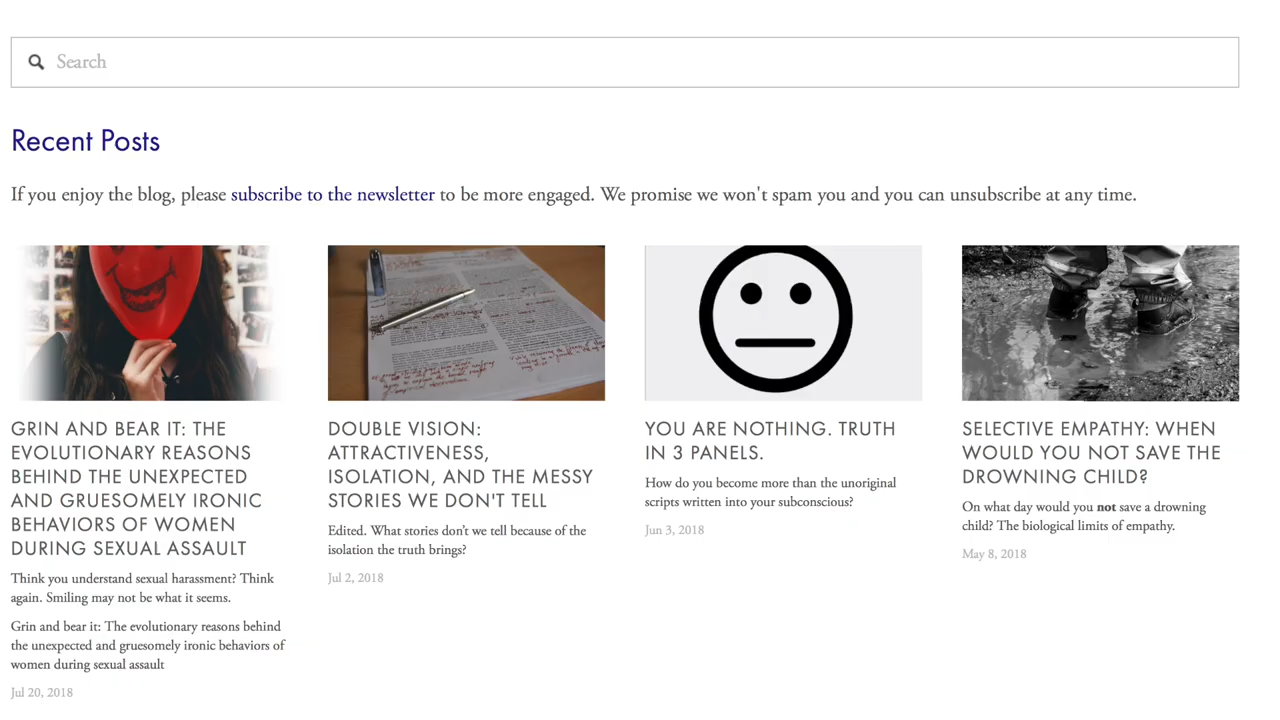 Search
Recent Posts
If you enjoy the blog, please subscribe to the newsletter to be more engaged. We promise we won't spam you and you can unsubscribe at any time.
GRIN AND BEAR IT: THE
EVOLUTIONARY REASONS
BEHIND THE UNEXPECTED
AND GRUESOMELY IRONIC
BEHAVIORS OF WOMEN
DURING SEXUAL ASSAULT
Think you understand sexual harassment? Think
again. Smiling may not be what it seems.
Grin and bear it: The evolutionary reasons behind
the unexpected and gruesomely ironic behaviors of
women during sexual assault
Jul 20, 2018
DOUBLE VISION:
ATTRACTIVENESS,
ISOLATION, AND THE MESSY
STORIES WE DON'T TELL
Edited. What stories don’t we tell because of the
isolation the truth brings?
Jul 2, 2018
YOU ARE NOTHING. TRUTH
IN 3 PANELS.
How do you become more than the unoriginal
scripts written into your subconscious?
Jun 3, 2018
SELECTIVE EMPATHY: WHEN
WOULD YOU NOT SAVE THE
DROWNING CHILD?
On what day would you not save a drowning
child? The biological limits of empathy.
May 8, 2018